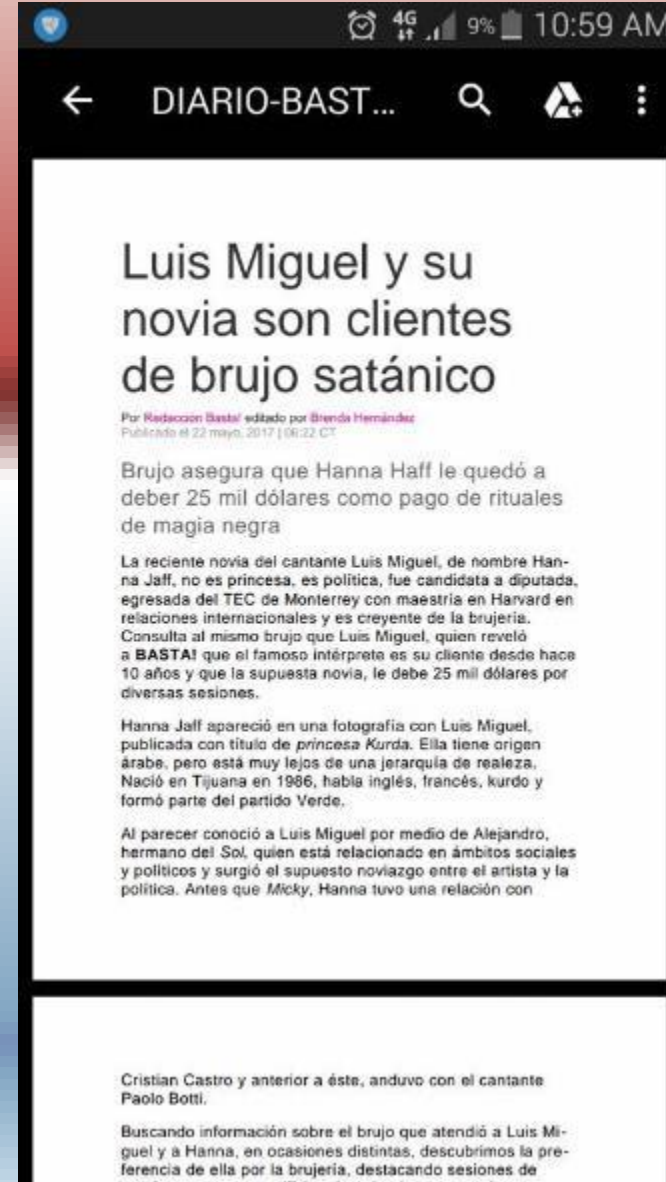 4G 9% 10:59 AM
DIARIO-BAST...
Luis Miguel y su
novia son clientes
de brujo satánico
Por Redacción Basta! editado por Brenda Hernández
Publicado el 22 mayo, 2017 | 06:22 CT
Brujo asegura que Hanna Haff le quedó a
deber 25 mil dólares como pago de rituales
de magia negra
La reciente novia del cantante Luis Miguel, de nombre Han-
na Jaff, no es princesa, es política, fue candidata a diputada,
egresada del TEC de Monterrey con maestría en Harvard en
relaciones internacionales y es creyente de la brujería.
Consulta al mismo brujo que Luis Miguel, quien reveló
a BASTA! que el famoso intérprete es su cliente desde hace
10 años y que la supuesta novia, le debe 25 mil dólares por
diversas sesiones.
Hanna Jaff apareció en una fotografía con Luis Miguel,
publicada con título de princesa Kurda. Ella tiene origen
árabe, pero está muy lejos de una jerarquía de realeza.
Nació en Tijuana en 1986, habla inglés, francés, kurdo y
formó parte del partido Verde.
Al parecer conoció a Luis Miguel por medio de Alejandro,
hermano del Sol, quien está relacionado en ámbitos sociales
y políticos y surgió el supuesto noviazgo entre el artista y la
política. Antes que Micky, Hanna tuvo una relación con
Cristian Castro y anterior a éste, anduvo con el cantante
Paolo Botti.
Buscando información sobre el brujo que atendió a Luis Mi-
guel y a Hanna, en ocasiones distintas, descubrimos la pre-
ferencia de ella por la brujería, destacando sesiones de